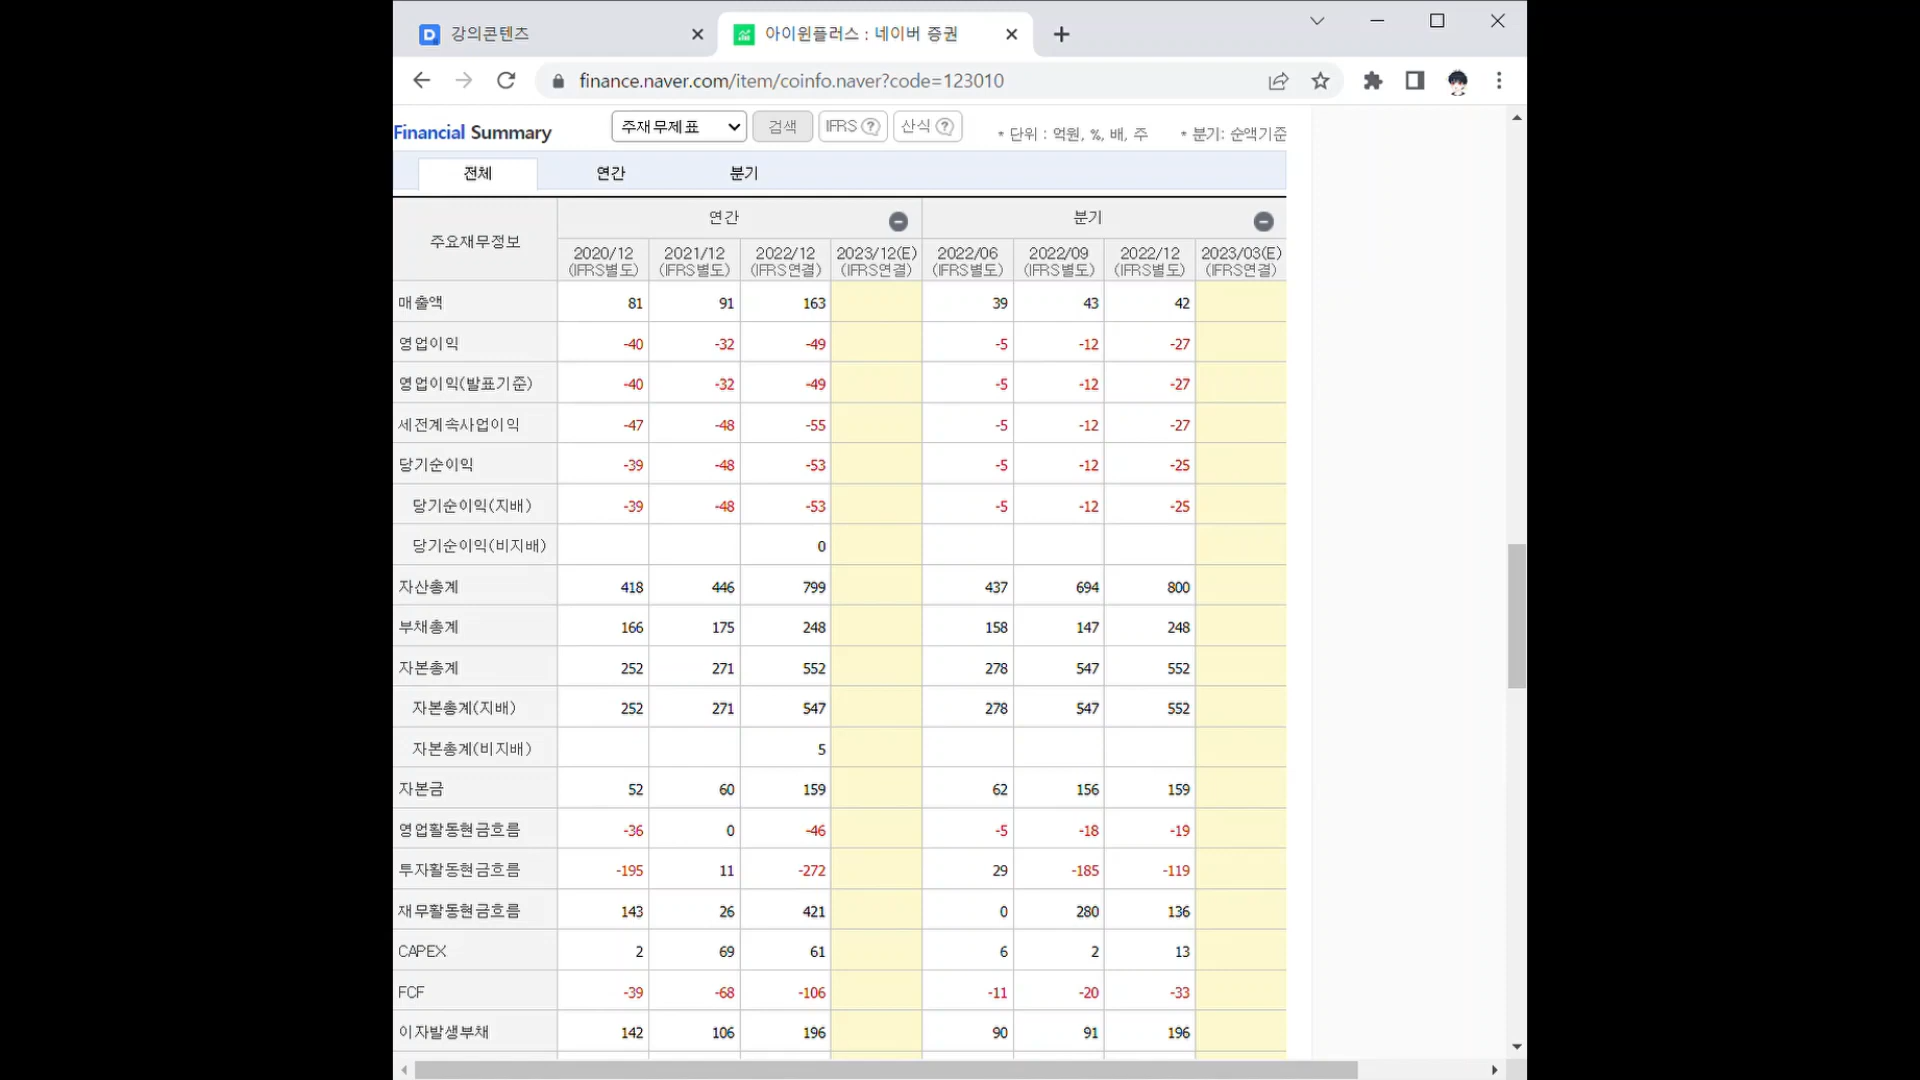 강의콘텐츠
아이윈플러스 : 네이버 증권
finance.naver.com/item/coinfo.naver?code=123010
Financial Summary 주재무제표 검색 IFRS ? 산식 ? * 단위 : 억원, %, 배, 주 * 분기: 순액기준
전체 연간 분기
주요재무정보 연간 분기
2020/12 2021/12 2022/12 2023/12(E) 2022/06 2022/09 2022/12 2023/03(E)
(IFRS별도) (IFRS별도) (IFRS연결) (IFRS연결) (IFRS별도) (IFRS별도) (IFRS별도) (IFRS연결)
매출액 81 91 163 39 43 42
영업이익 -40 -32 -49 -5 -12 -27
영업이익(발표기준) -40 -32 -49 -5 -12 -27
세전계속사업이익 -47 -48 -55 -5 -12 -27
당기순이익 -39 -48 -53 -5 -12 -25
당기순이익(지배) -39 -48 -53 -5 -12 -25
당기순이익(비지배) 0
자산총계 418 446 799 437 694 800
부채총계 166 175 248 158 147 248
자본총계 252 271 552 278 547 552
자본총계(지배) 252 271 547 278 547 552
자본총계(비지배) 5
자본금 52 60 159 62 156 159
영업활동현금흐름 -36 0 -46 -5 -18 -19
투자활동현금흐름 -195 11 -272 29 -185 -119
재무활동현금흐름 143 26 421 0 280 136
CAPEX 2 69 61 6 2 13
FCF -39 -68 -106 -11 -20 -33
이자발생부채 142 106 196 90 91 196